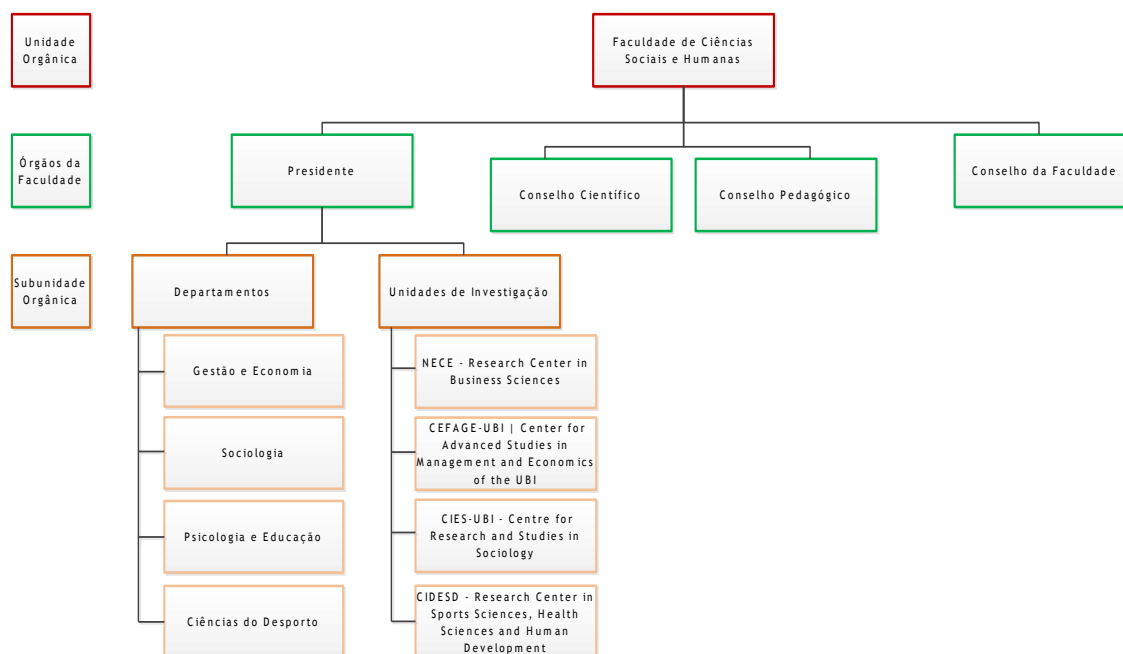 Unidade
Orgânica
Faculdade de Ciências
Sociais e Humanas
Órgãos da
Faculdade
Presidente
Conselho Científico
Conselho Pedagógico
Conselho da Faculdade
Subunidade
Orgânica
Departamentos
Unidades de Investigação
Gestão e Economia
Sociologia
Psicologia e Educação
Ciências do Desporto
NECE - Research Center in
Business Sciences
CEFAGE-UBI | Center for
Advanced Studies in
Management and Economics
of the UBI
CIES-UBI - Centre for
Research and Studies in
Sociology
CIDESD - Research Center in
Sports Sciences, Health
Sciences and Human
Development